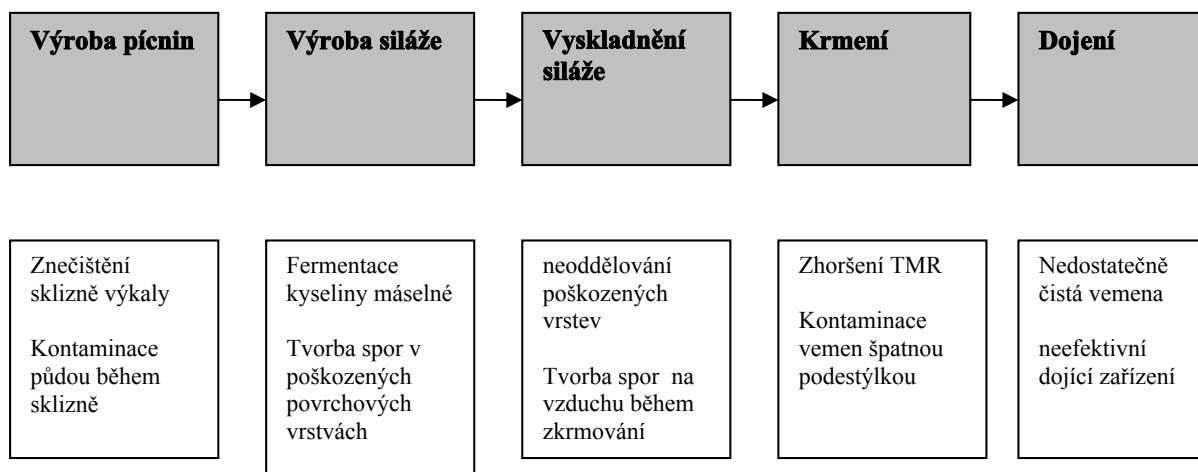 Výroba pícnin
Výroba siláže
Vyskladnění
siláže
Krmení
Dojení
Znečištění
sklizně výkaly
Kontaminace
půdou během
sklizně
Fermentace
kyseliny máselné
Tvorba spor v
poškozených
povrchových
vrstvách
neoddělování
poškozených
vrstev
Tvorba spor na
vzduchu během
zkrmování
Zhoršení TMR
Kontaminace
vemen špatnou
podestýlkou
Nedostatečně
čistá vemena
neefektivní
dojící zařízení